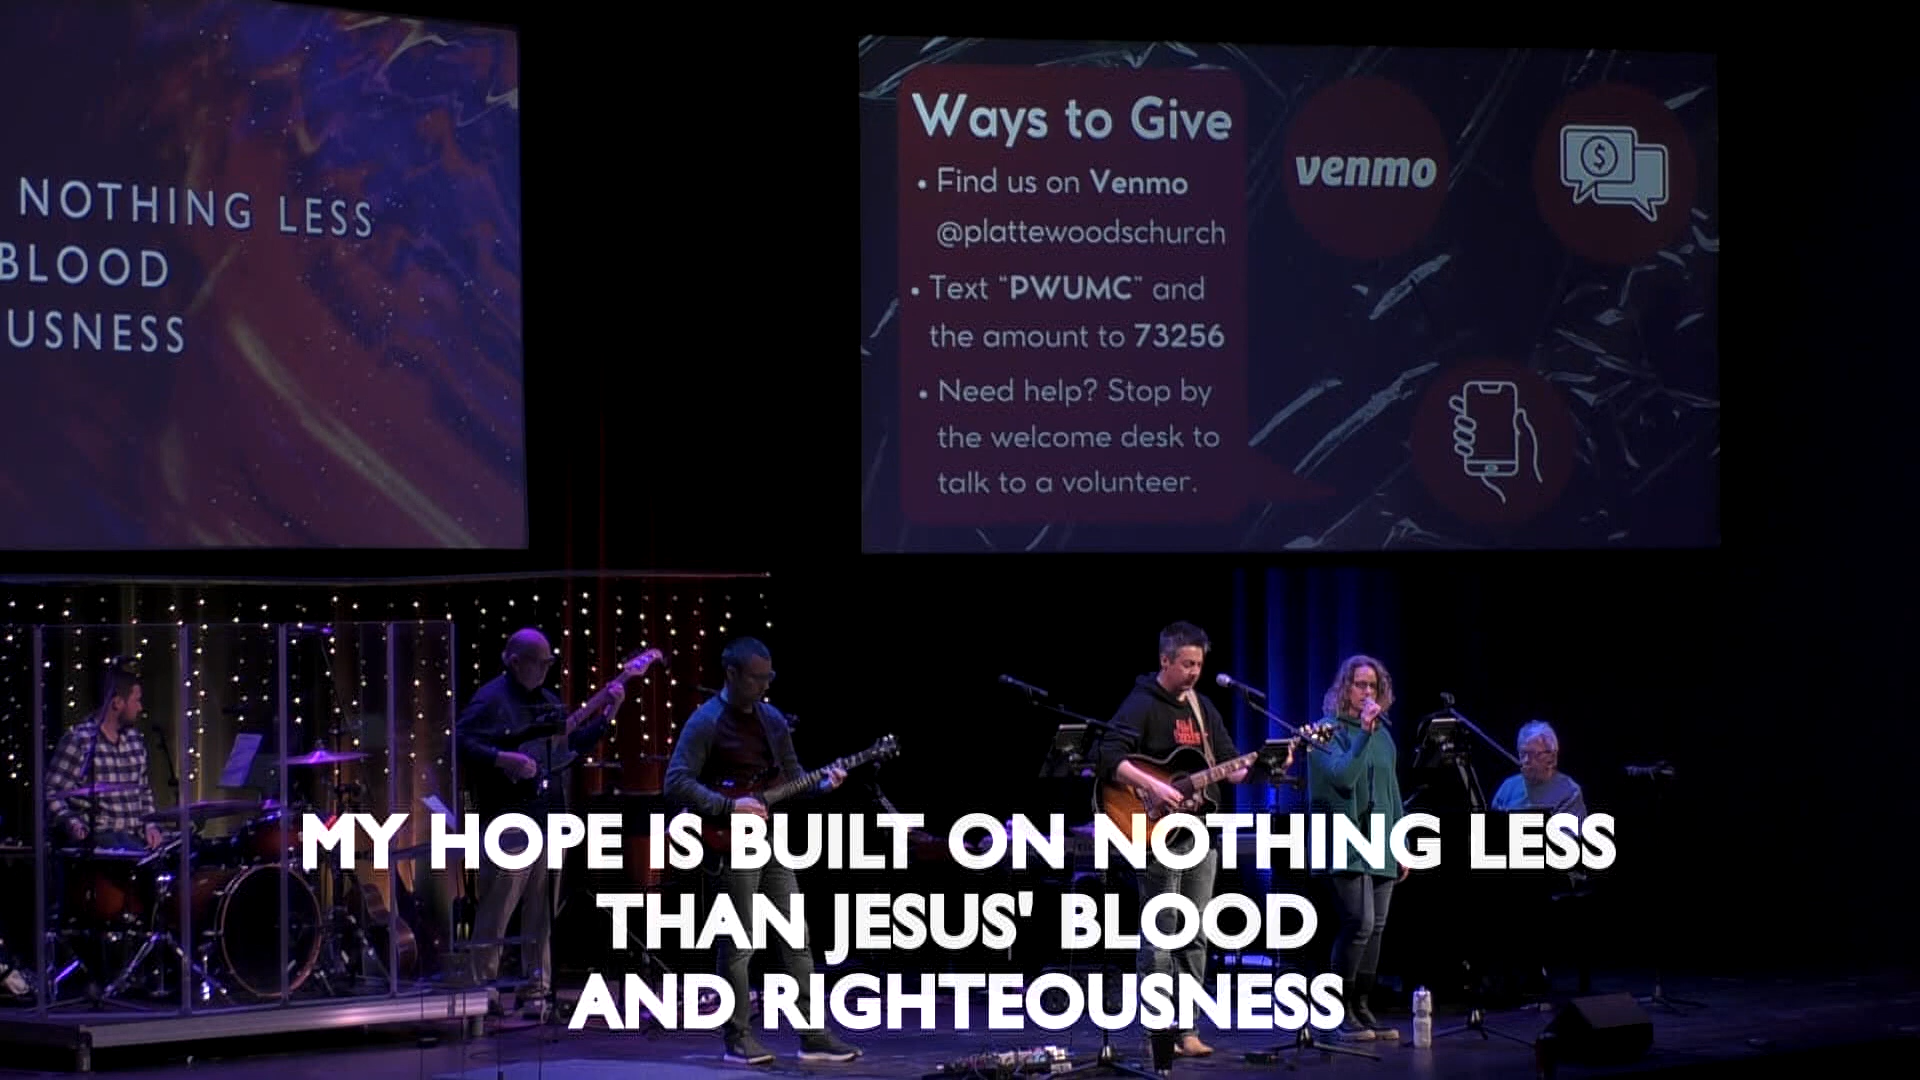 NOTHING LESS
BLOOD
USNESS
Ways to Give
• Find us on Venmo
@plattewoodschurch
• Text "PWUMC" and
the amount to 73256
• Need help? Stop by
the welcome desk to
talk to a volunteer.
venmo
$
MY HOPE IS BUILT ON NOTHING LESS
THAN JESUS' BLOOD
AND RIGHTEOUSNESS